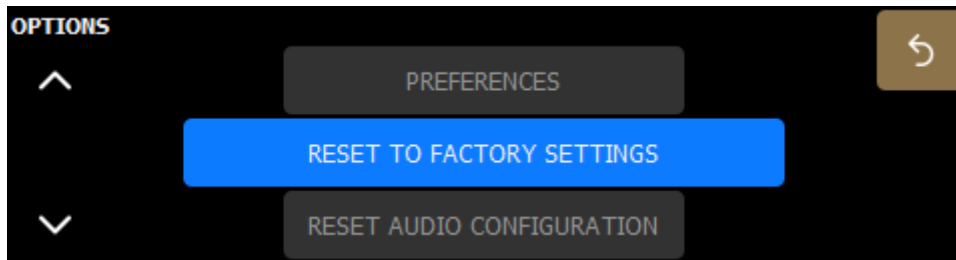 OPTIONS
PREFERENCES
RESET TO FACTORY SETTINGS
RESET AUDIO CONFIGURATION